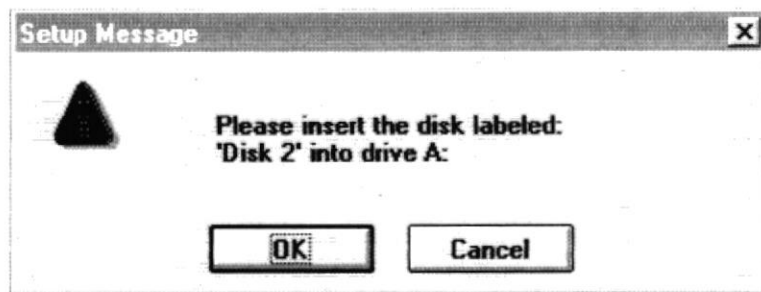 Setup Message
Please insert the disk labeled:
'Disk 2' into drive A:
OK
Cancel